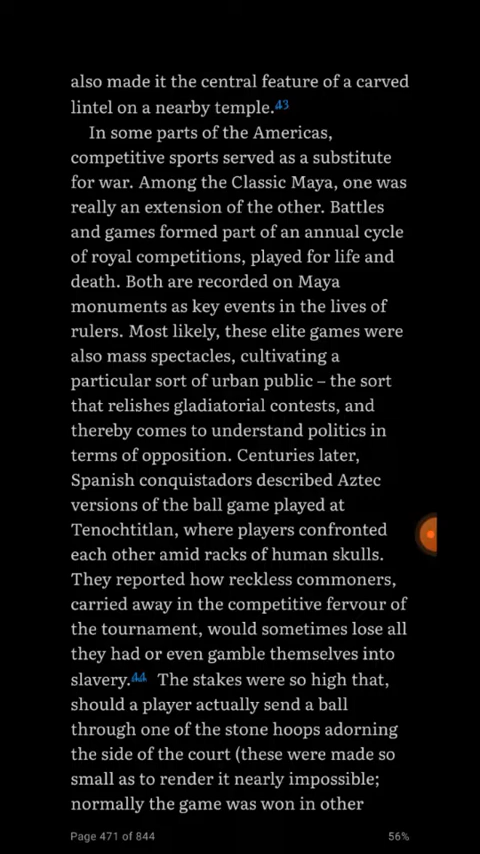 also made it the central feature of a carved
lintel on a nearby temple.43
In some parts of the Americas,
competitive sports served as a substitute
for war. Among the Classic Maya, one was
really an extension of the other. Battles
and games formed part of an annual cycle
of royal competitions, played for life and
death. Both are recorded on Maya
monuments as key events in the lives of
rulers. Most likely, these elite games were
also mass spectacles, cultivating a
particular sort of urban public – the sort
that relishes gladiatorial contests, and
thereby comes to understand politics in
terms of opposition. Centuries later,
Spanish conquistadors described Aztec
versions of the ball game played at
Tenochtitlan, where players confronted
each other amid racks of human skulls.
They reported how reckless commoners,
carried away in the competitive fervour of
the tournament, would sometimes lose all
they had or even gamble themselves into
slavery.44 The stakes were so high that,
should a player actually send a ball
through one of the stone hoops adorning
the side of the court (these were made so
small as to render it nearly impossible;
normally the game was won in other
Page 471 of 844 56%